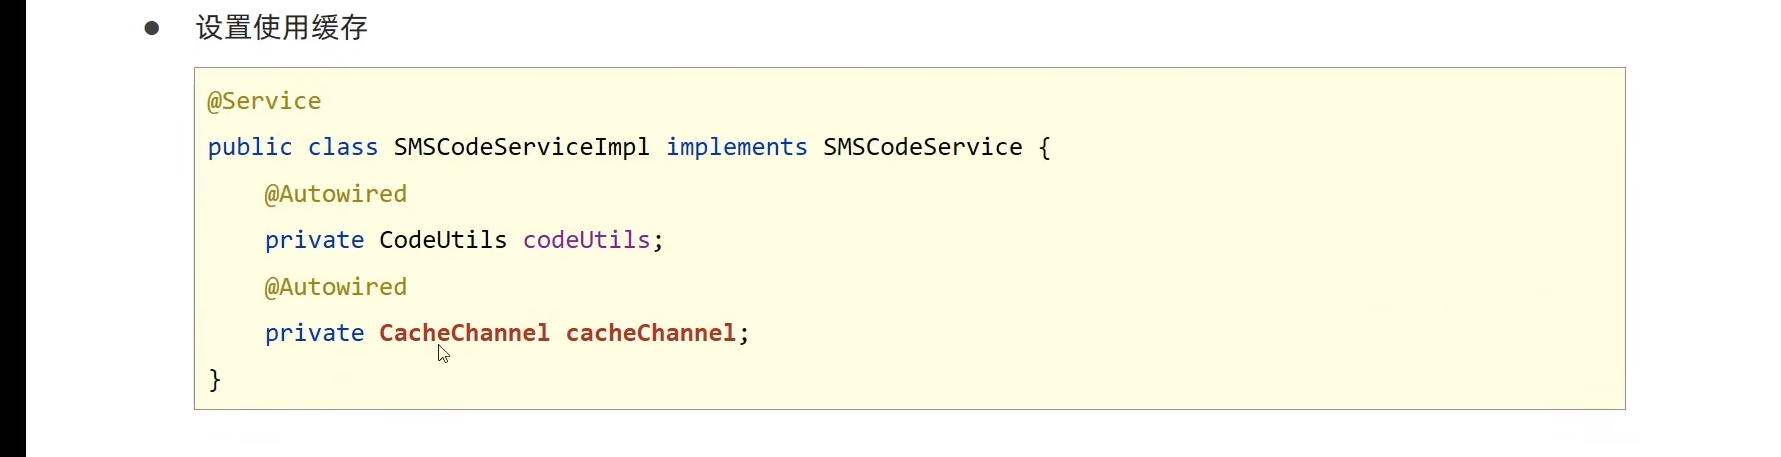 ● 设置使用缓存
@Service
public class SMSCodeServiceImpl implements SMSCodeService {
    @Autowired
    private CodeUtils codeUtils;
    @Autowired
    private CacheChannel cacheChannel;
}